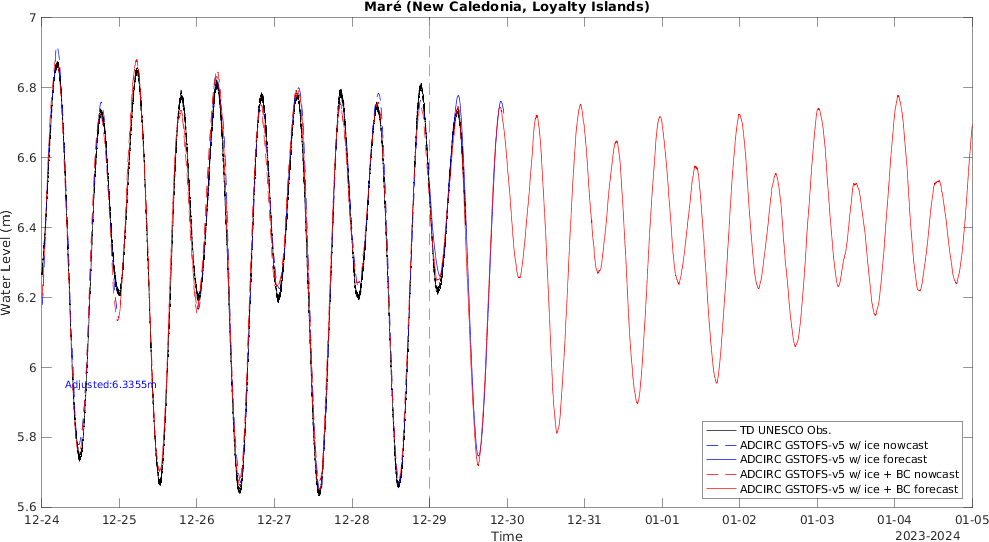 Maré (New Caledonia, Loyalty Islands)
7
6.8
6.6
6.4
6.2
6
5.8
5.6
Water Level (m)
Adjusted:6.3355m
TD UNESCO Obs.
ADCIRC GSTOFS-v5 w/ ice nowcast
ADCIRC GSTOFS-v5 w/ ice forecast
ADCIRC GSTOFS-v5 w/ ice + BC nowcast
ADCIRC GSTOFS-v5 w/ ice + BC forecast
12-24 12-25 12-26 12-27 12-28 12-29 12-30 12-31 01-01 01-02 01-03 01-04 01-05
Time
2023-2024